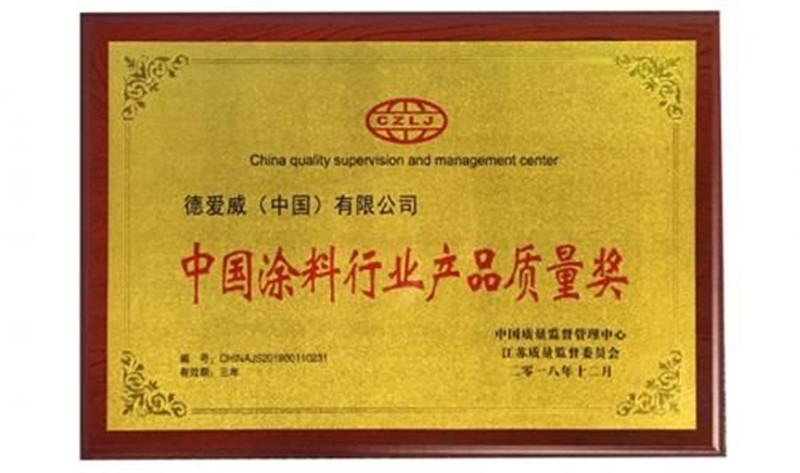 CZLJ
China quality supervision and management center
德爱威（中国）有限公司
中国涂料行业产品质量奖
中国质量监督管理中心
江苏质量监督委员会
二零一八年十二月
编 号：CHINAJS201800110231
有效期：三年